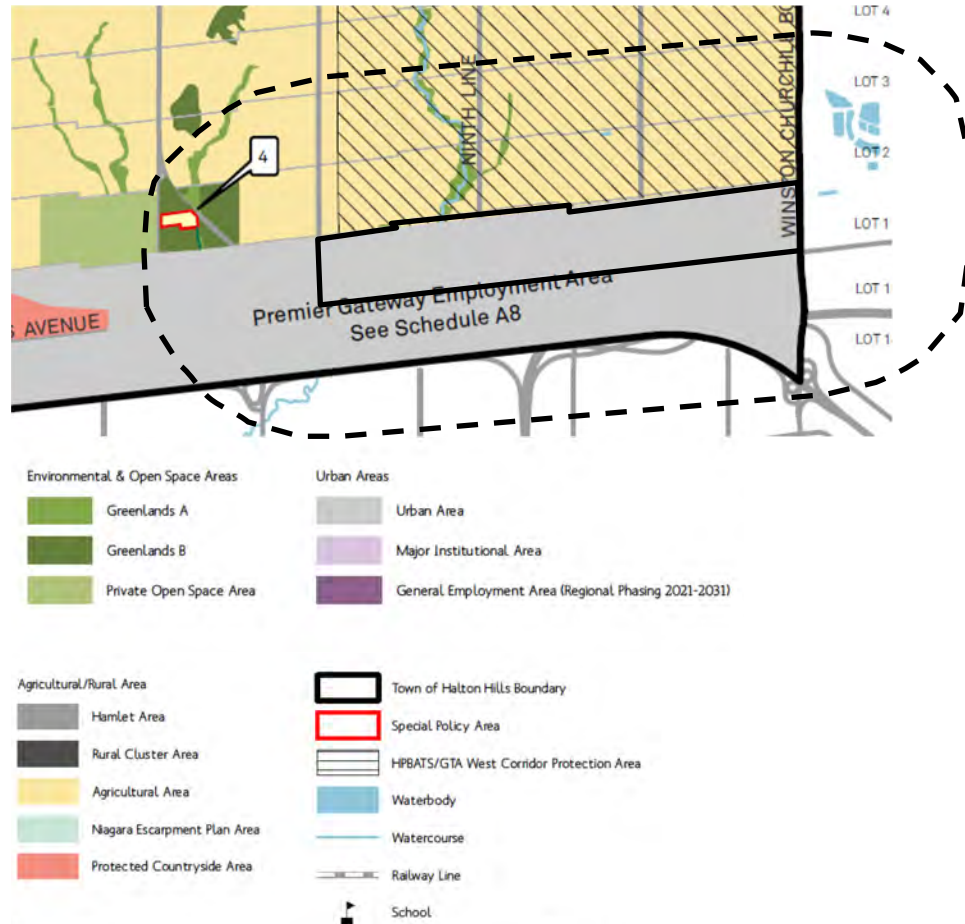 LOT 4
LOT 3
LOT 2
LOT 1
LOT 1
LOT 1
NINTH LINE
WINSTON CHURCHILL BO
4
S AVENUE
Premier Gateway Employment Area
See Schedule A8
Environmental & Open Space Areas
Greenlands A
Greenlands B
Private Open Space Area
Urban Areas
Urban Area
Major Institutional Area
General Employment Area (Regional Phasing 2021-2031)
Agricultural/Rural Area
Hamlet Area
Rural Cluster Area
Agricultural Area
Niagara Escarpment Plan Area
Protected Countryside Area
Town of Halton Hills Boundary
Special Policy Area
HPBATS/GTA West Corridor Protection Area
Waterbody
Watercourse
Railway Line
School